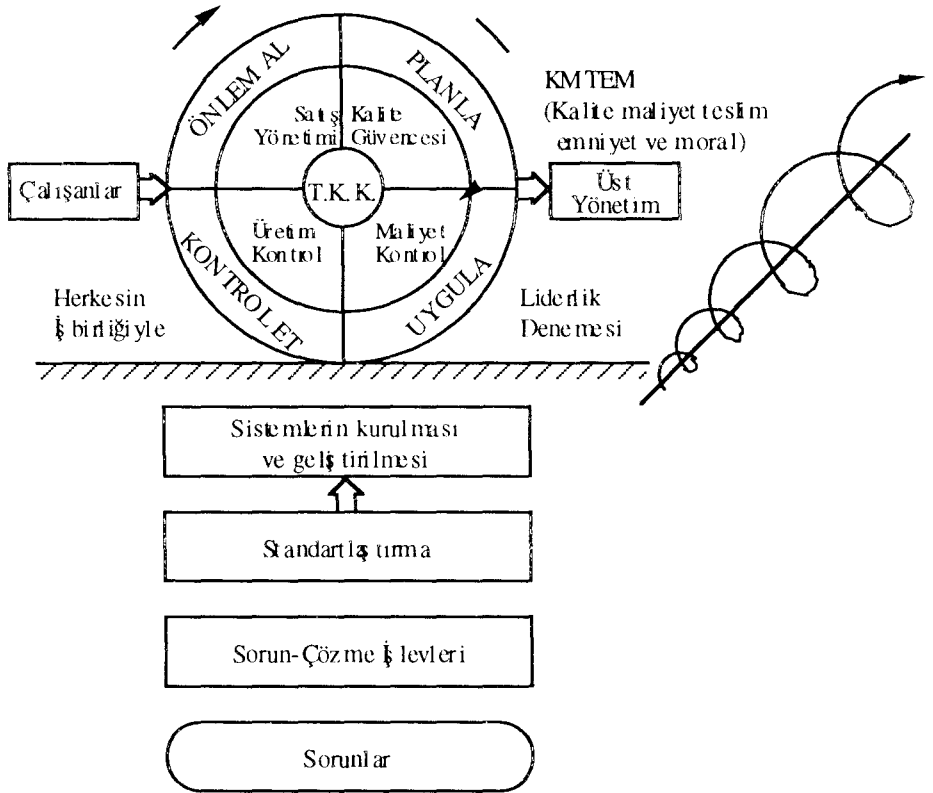 ÖNLEM AL
PLANLA
KMTEM
(Kalite maliyet teslim
emniyet ve moral)
Satış
Yönetimi
Kalite
Güvencesi
Çalışanlar
T.K.K.
Üst
Yönetim
Üretim
Kontrol
Maliyet
Kontrol
KONTROL ET
UYGULA
Herkesin
İşbirliğiyle
Liderlik
Denemesi
Sistemlerin kurulması
ve geliştirilmesi
Standartlaştırma
Sorun-Çözme İşlevleri
Sorunlar